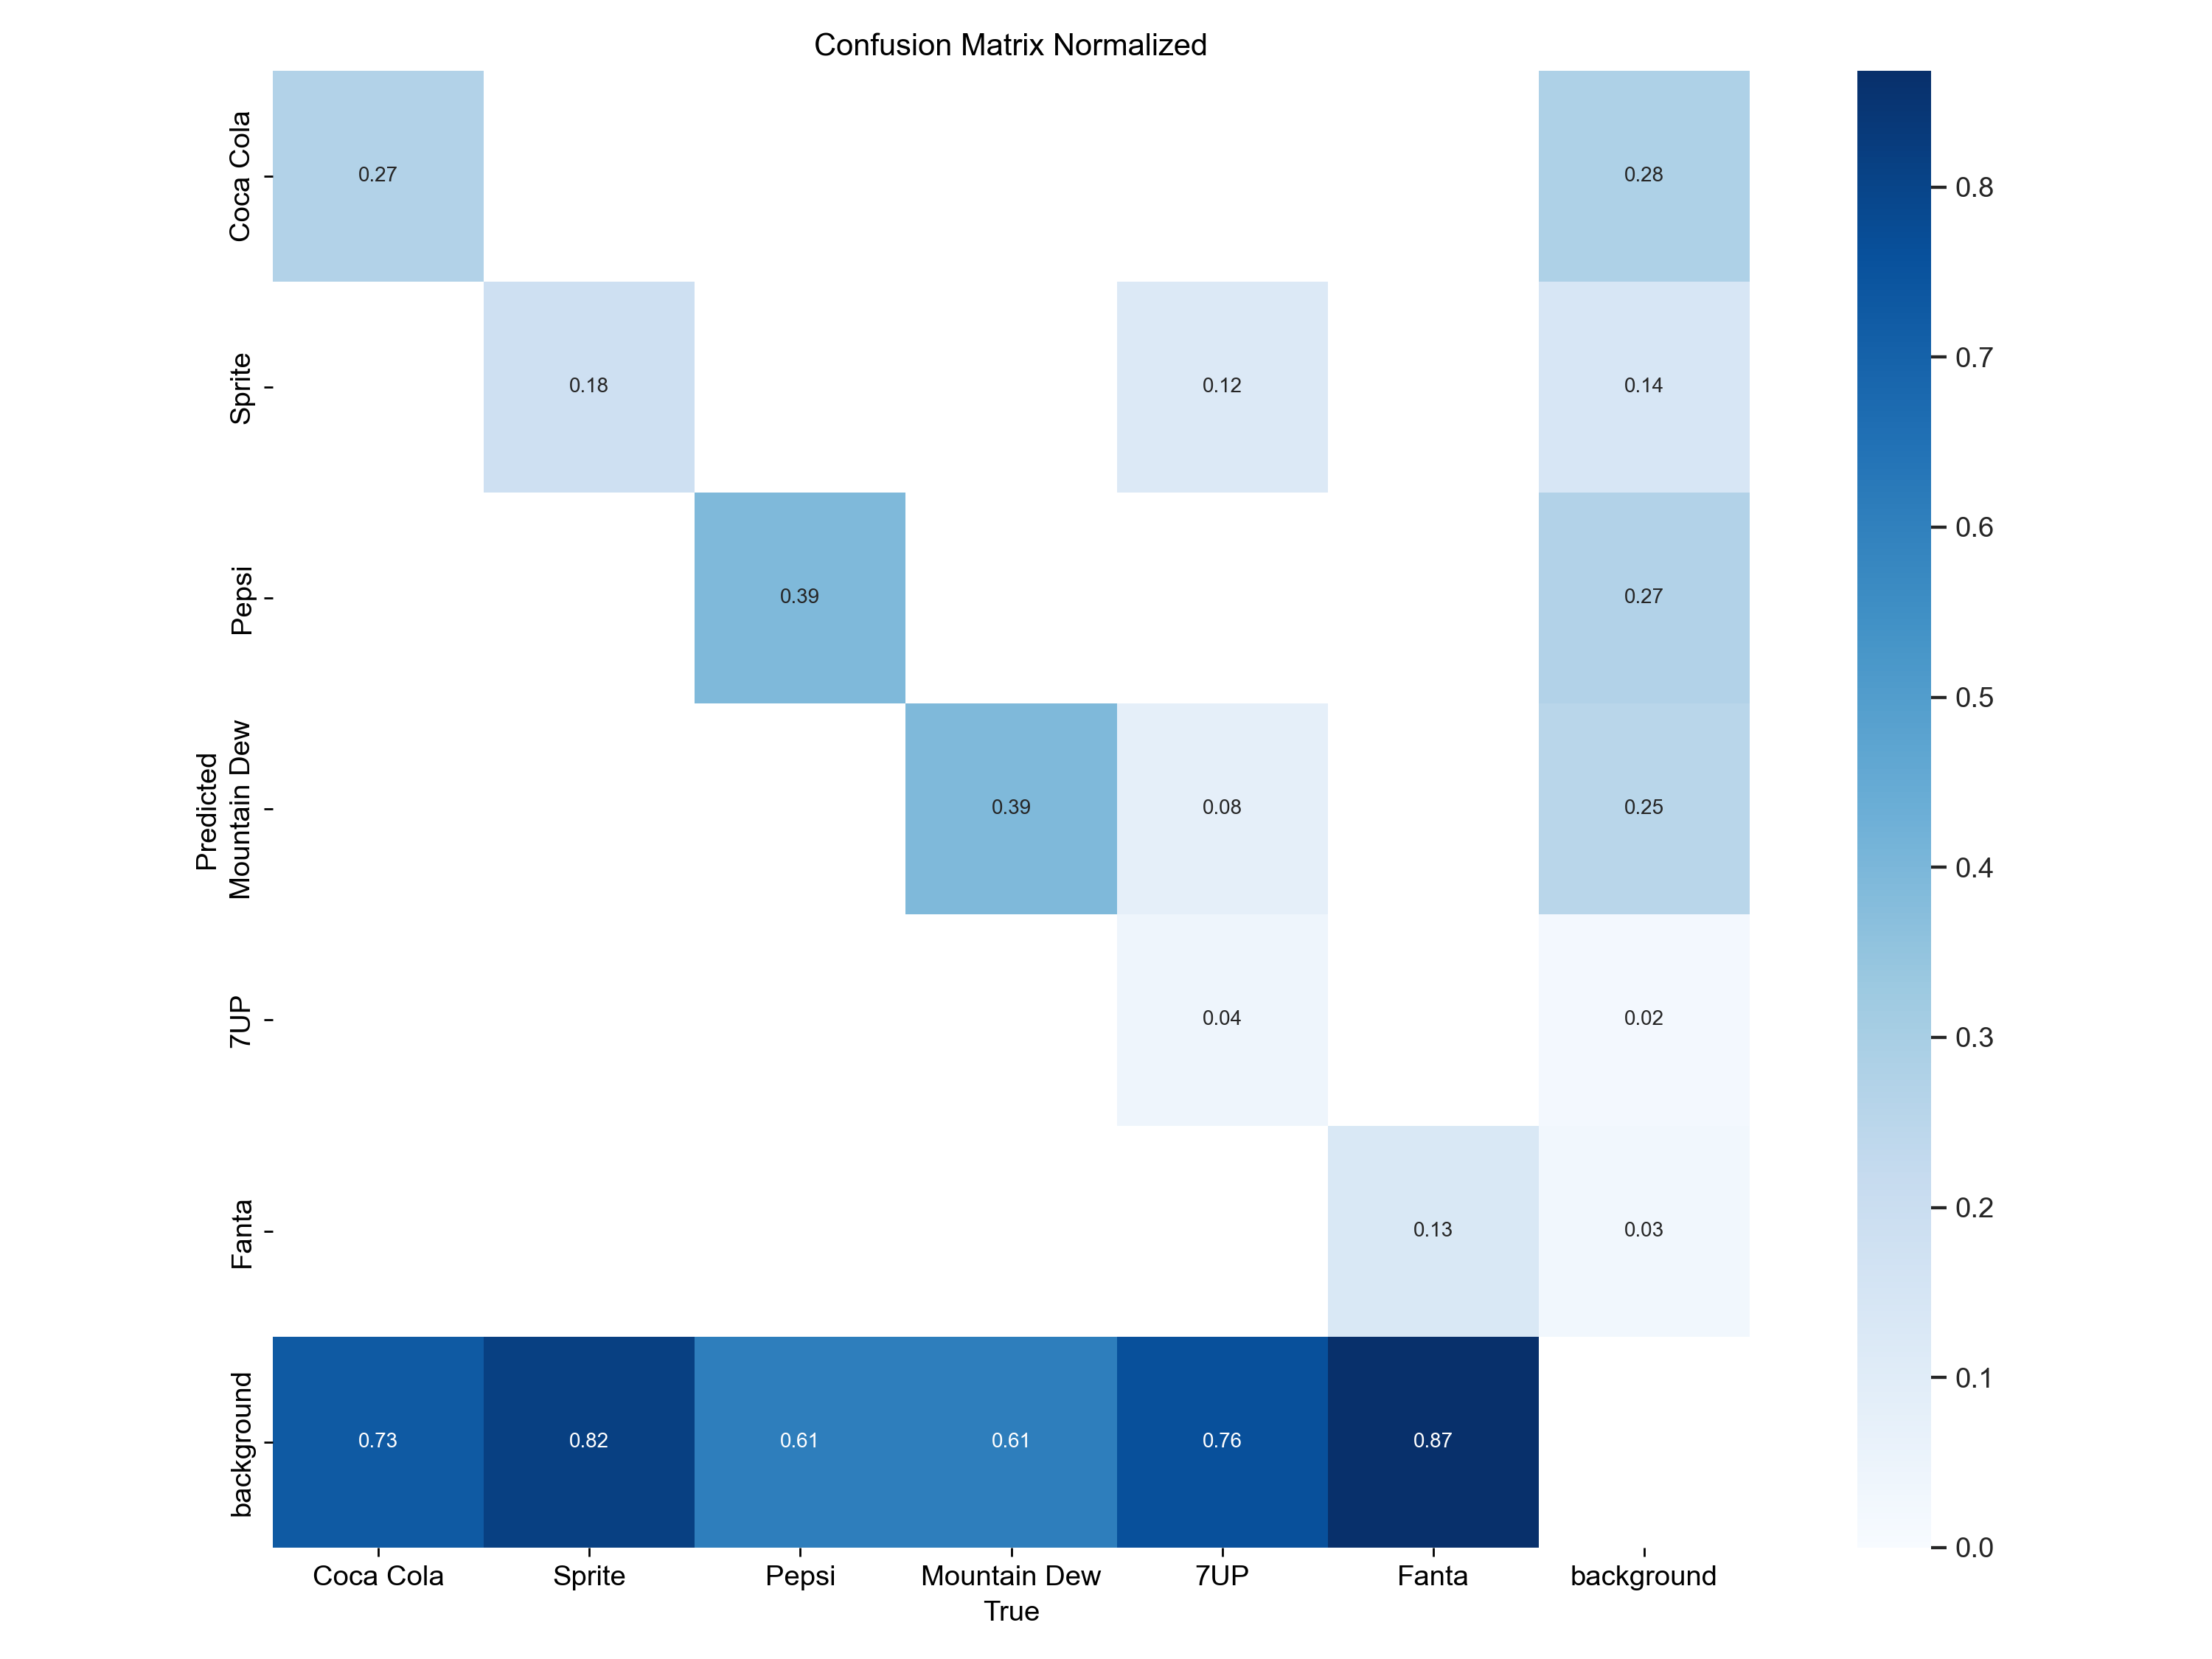 Confusion Matrix Normalized
Coca Cola
0.27
0.28
0.8
Sprite
0.18
0.12
0.14
0.7
Pepsi
0.39
0.27
0.6
0.5
Predicted
Mountain Dew
0.39
0.08
0.25
0.4
7UP
0.04
0.02
0.3
Fanta
0.13
0.03
0.2
background
0.73
0.82
0.61
0.61
0.76
0.87
0.1
0.0
Coca Cola Sprite Pepsi Mountain Dew 7UP Fanta background
True